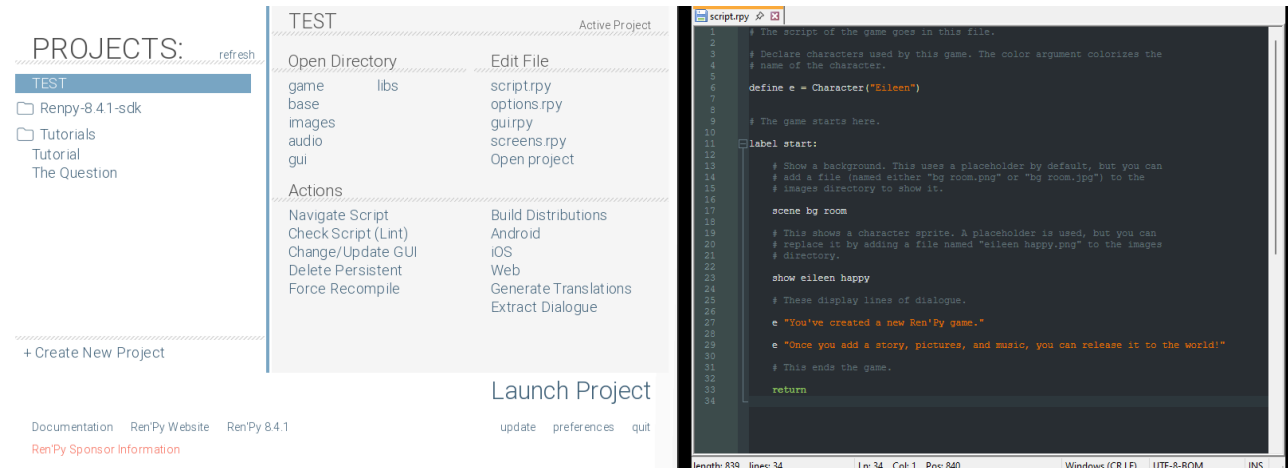 PROJECTS:
refresh
TEST
Renpy-8.4.1-sdk
Tutorials
Tutorial
The Question
+ Create New Project
TEST
Active Project
Open Directory
game libs
base
images
audio
gui
Edit File
script.rpy
options.rpy
gui.rpy
screens.rpy
Open project
Actions
Navigate Script
Check Script (Lint)
Change/Update GUI
Delete Persistent
Force Recompile
Build Distributions
Android
iOS
Web
Generate Translations
Extract Dialogue
Launch Project
Documentation Ren'Py Website Ren'Py 8.4.1
update preferences quit
Ren'Py Sponsor Information
script.rpy
1 # The script of the game goes in this file.
2
3 # Declare characters used by this game. The color argument colorizes the
4 # name of the character.
5
6 define e = Character("Eileen")
7
8
9 # The game starts here.
10
11 label start:
12
13 # Show a background. This uses a placeholder by default, but you can
14 # add a file (named either "bg room.png" or "bg room.jpg") to the
15 # images directory to show it.
16
17 scene bg room
18
19 # This shows a character sprite. A placeholder is used, but you can
20 # replace it by adding a file named "eileen happy.png" to the images
21 # directory.
22
23 show eileen happy
24
25 # These display lines of dialogue.
26
27 e "You've created a new Ren'Py game."
28
29 e "Once you add a story, pictures, and music, you can release it to the world!"
30
31 # This ends the game.
32
33 return
34
length: 839 lines: 34 Ln: 34 Col: 1 Pos: 840 Windows (CR LF) UTF-8-BOM INS